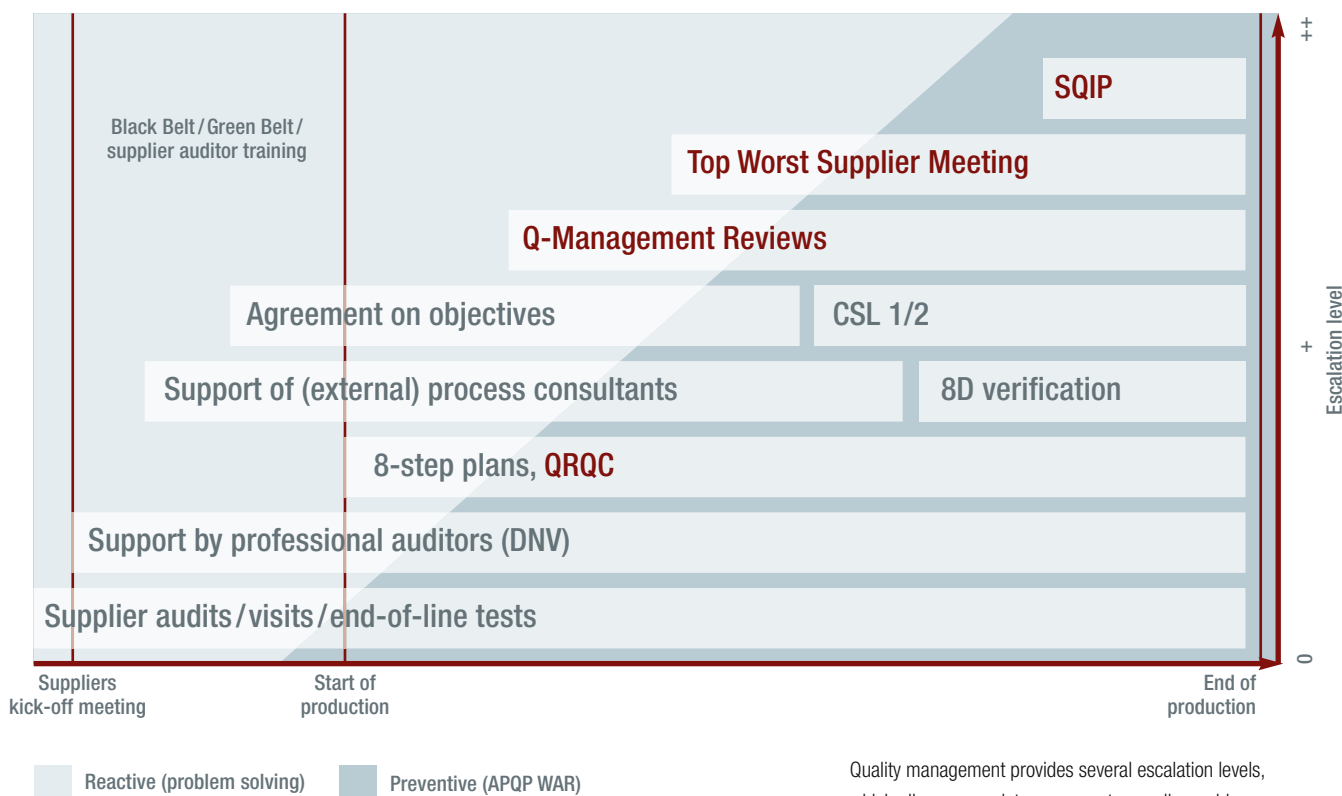 ++
SQIP
Black Belt / Green Belt /
supplier auditor training
Top Worst Supplier Meeting
Q-Management Reviews
Agreement on objectives
CSL 1/2
+
Escalation level
Support of (external) process consultants
8D verification
8-step plans, QRQC
Support by professional auditors (DNV)
Supplier audits / visits / end-of-line tests
0
Suppliers
kick-off meeting
Start of
production
End of
production
Reactive (problem solving)
Preventive (APQP WAR)
Quality management provides several escalation levels,